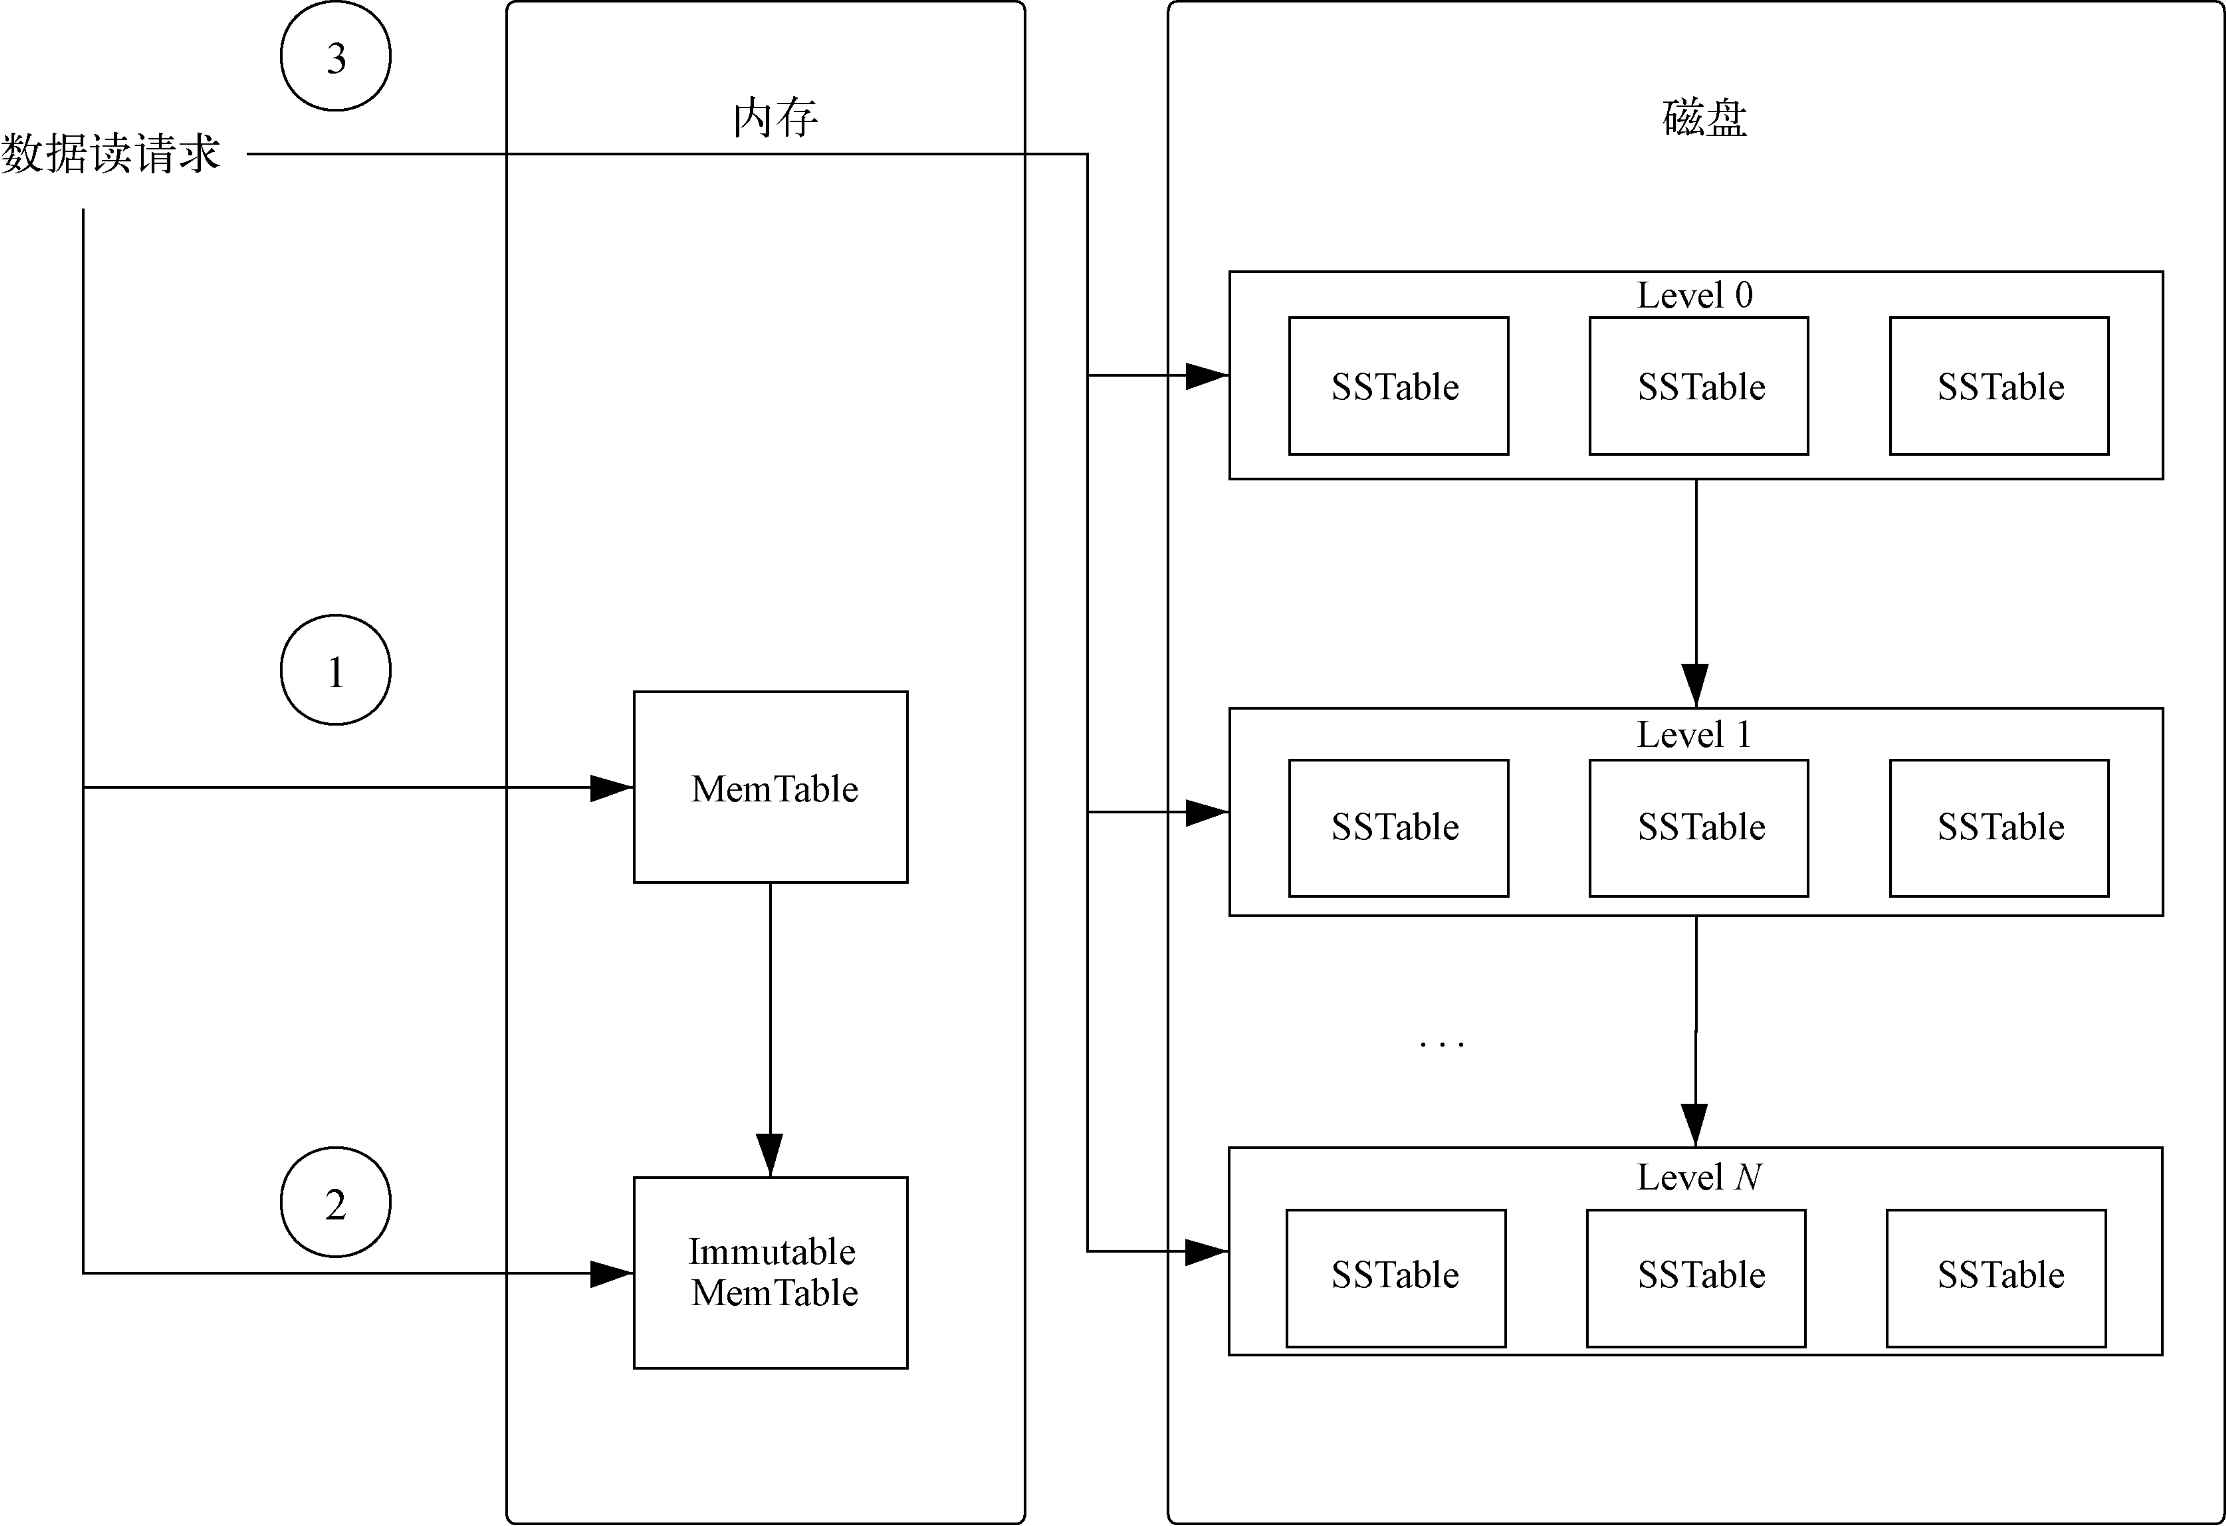 3
内存
磁盘
数据读请求
Level 0
SSTable
SSTable
SSTable
1
MemTable
Level 1
SSTable
SSTable
SSTable
. . .
2
Immutable
MemTable
Level N
SSTable
SSTable
SSTable